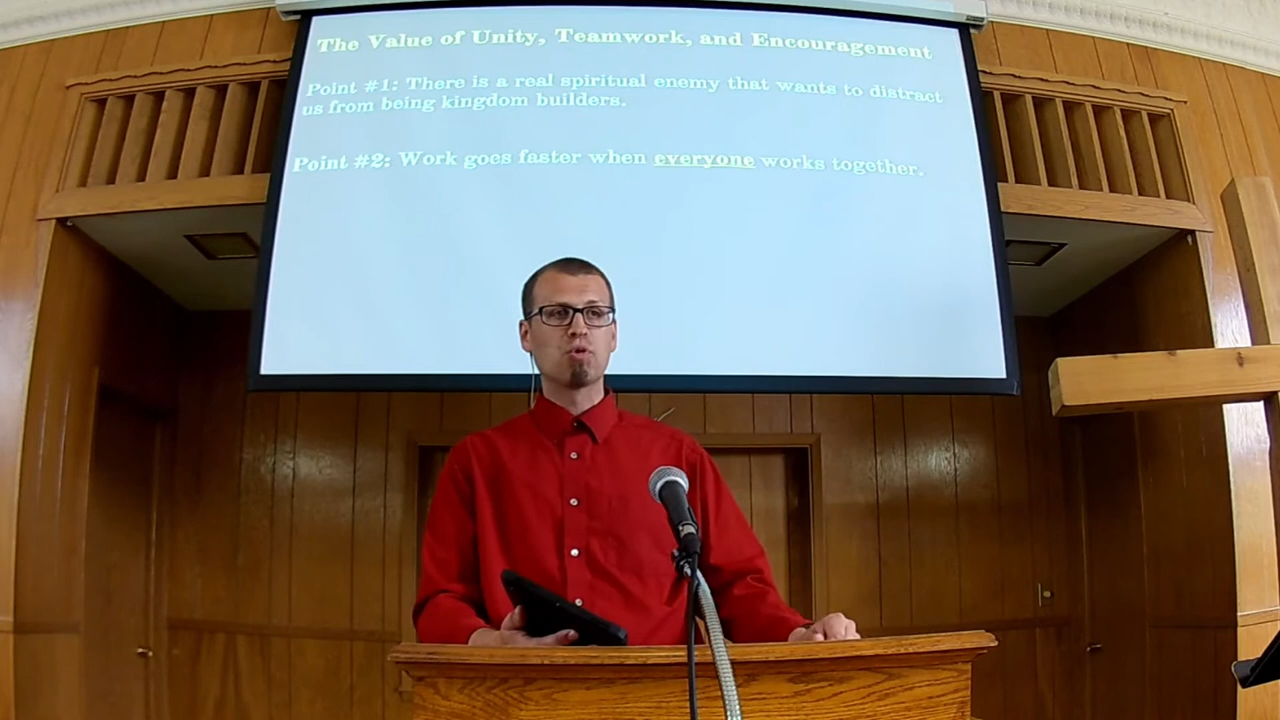 The Value of Unity, Teamwork, and Encouragement
Point #1: There is a real spiritual enemy that wants to distract
us from being kingdom builders.
Point #2: Work goes faster when everyone works together.